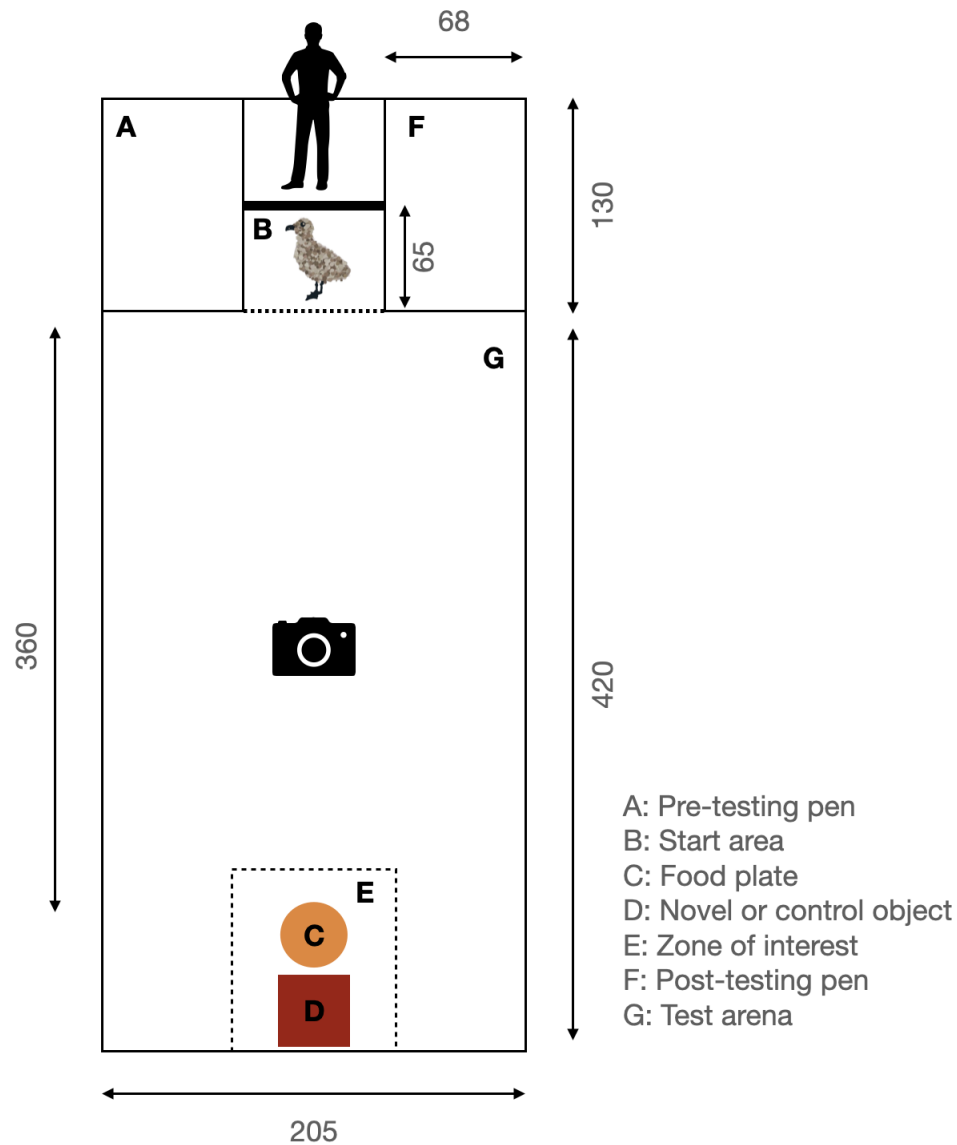 68
A
F
130
B
65
G
360
420
E
C
D
A: Pre-testing pen
B: Start area
C: Food plate
D: Novel or control object
E: Zone of interest
F: Post-testing pen
G: Test arena
205